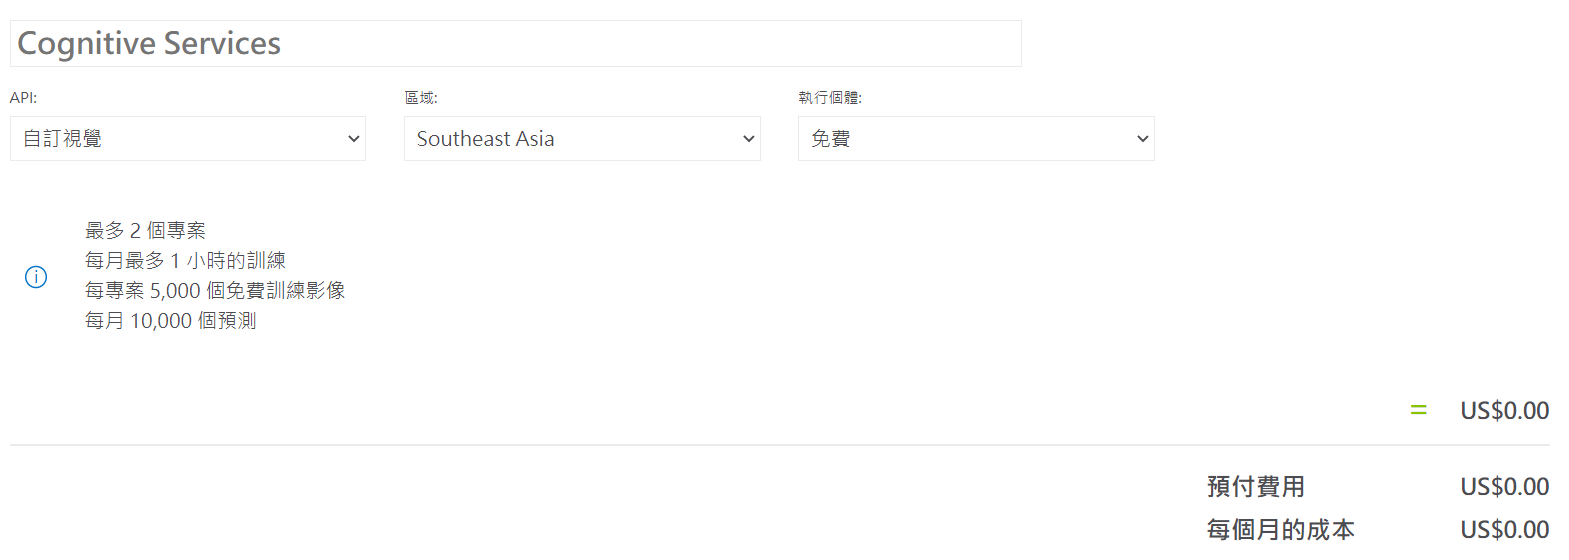 Cognitive Services
API: 區域: 執行個體:
自訂視覺 Southeast Asia 免費
最多 2 個專案
每月最多 1 小時的訓練
每專案 5,000 個免費訓練影像
每月 10,000 個預測
= US$0.00
預付費用 US$0.00
每個月的成本 US$0.00